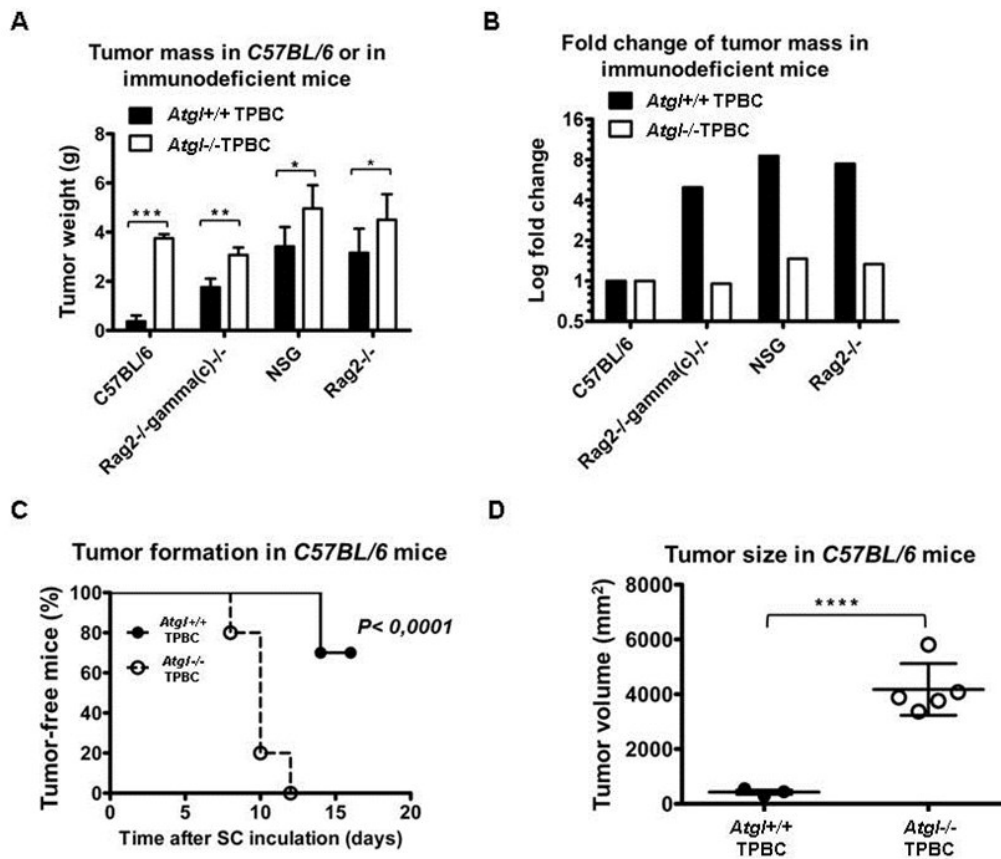 A
Tumor mass in C57BL/6 or in
immunodeficient mice
Atgl+/+ TPBC
Atgl-/-TPBC
Tumor weight (g)
8
6
4
2
0
***
**
*
*
C57BL/6
Rag2-/-gamma(c)-/-
NSG
Rag2-/-
B
Fold change of tumor mass in
immunodeficient mice
Atgl+/+ TPBC
Atgl-/-TPBC
Log fold change
16
8
4
2
1
0.5
C57BL/6
Rag2-/-gamma(c)-/-
NSG
Rag2-/-
C
Tumor formation in C57BL/6 mice
Tumor-free mice (%)
100
80
60
40
20
0
Atgl+/+
TPBC
Atgl-/-
TPBC
P< 0,0001
0
5
10
15
20
Time after SC inculation (days)
D
Tumor size in C57BL/6 mice
Tumor volume (mm²)
8000
6000
4000
2000
0
****
Atgl+/+
TPBC
Atgl-/-
TPBC